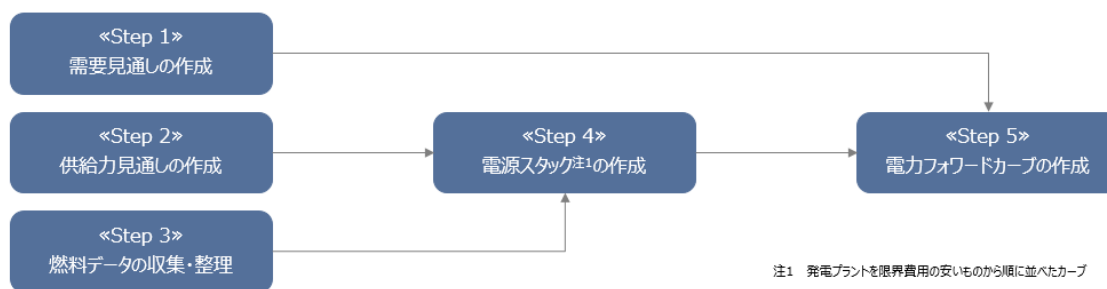 ≪Step 1≫
需要見通しの作成
≪Step 2≫
供給力見通しの作成
≪Step 3≫
燃料データの収集・整理
≪Step 4≫
電源スタック注1の作成
≪Step 5≫
電力フォワードカーブの作成
注1 発電プラントを限界費用の安いものから順に並べたカーブ